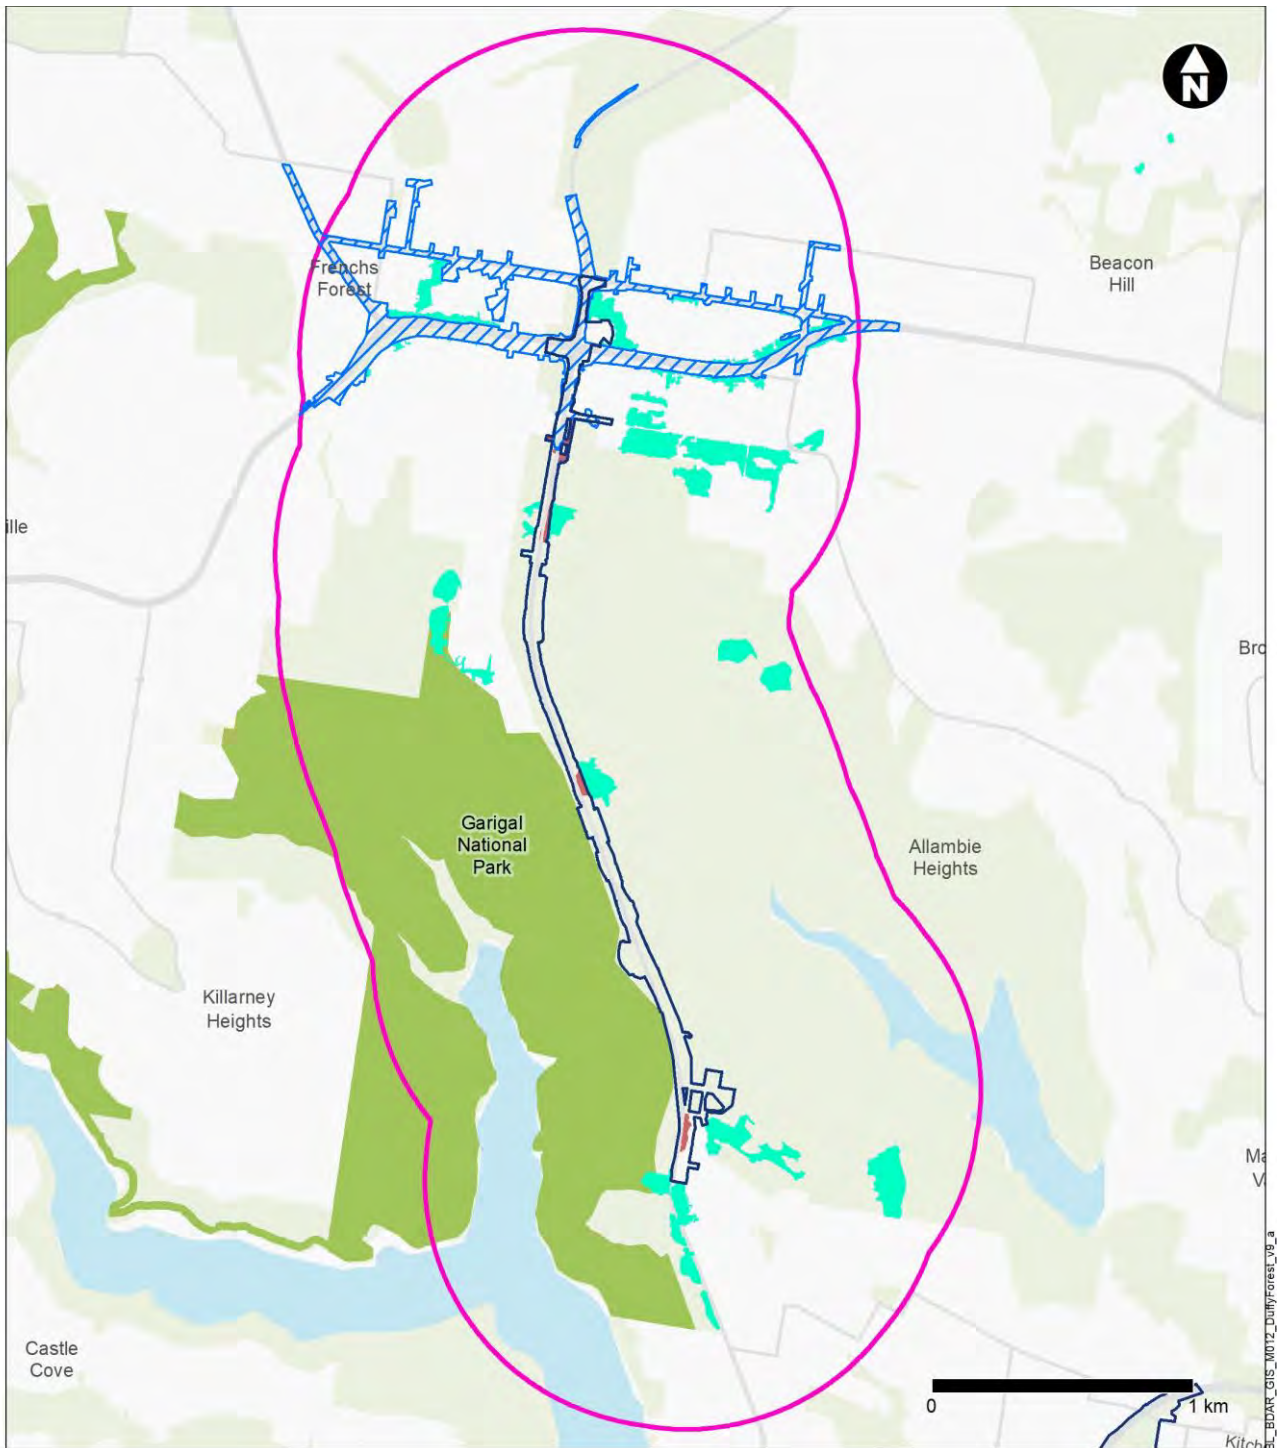 N
Frenchs
Forest
Beacon
Hill
ille
Bro
Garigal
National
Park
Allambie
Heights
Killarney
Heights
Ma
V
Castle
Cove
0
1 km
Kitch
L_BDAR_GIS_M012_DuffyForest_v9_a